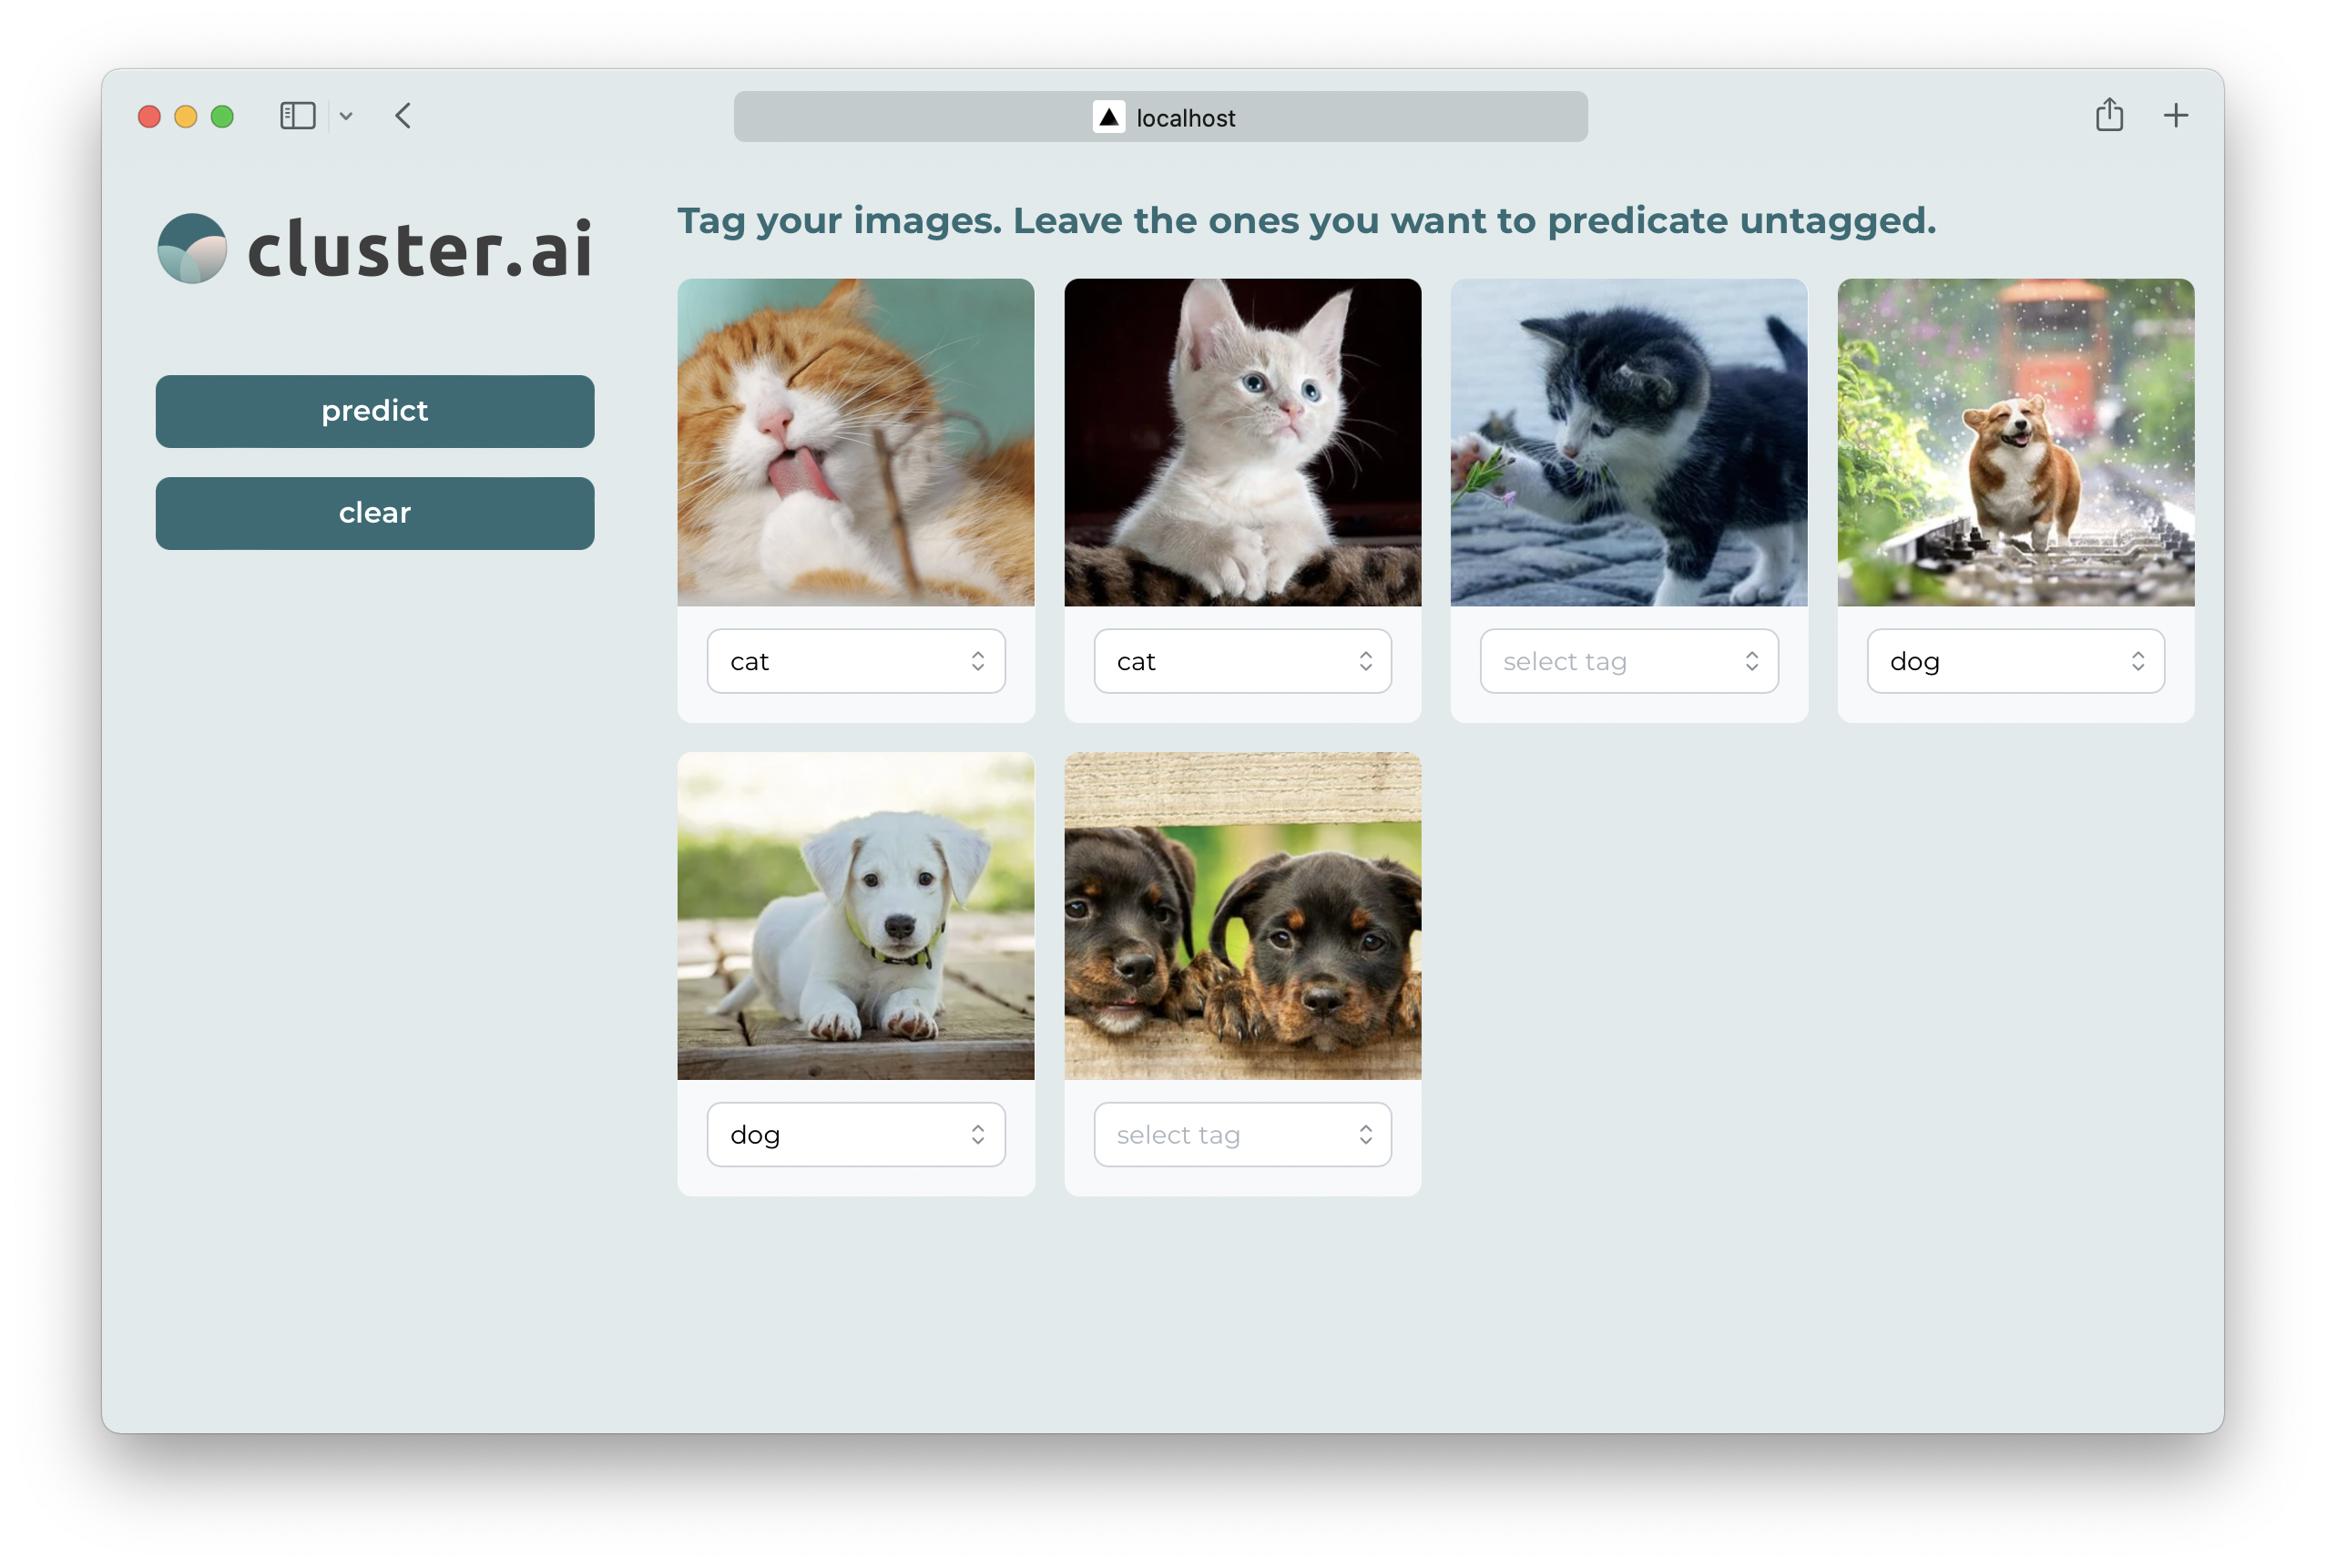 localhost
cluster.ai
Tag your images. Leave the ones you want to predicate untagged.
predict
clear
cat
cat
select tag
dog
dog
select tag